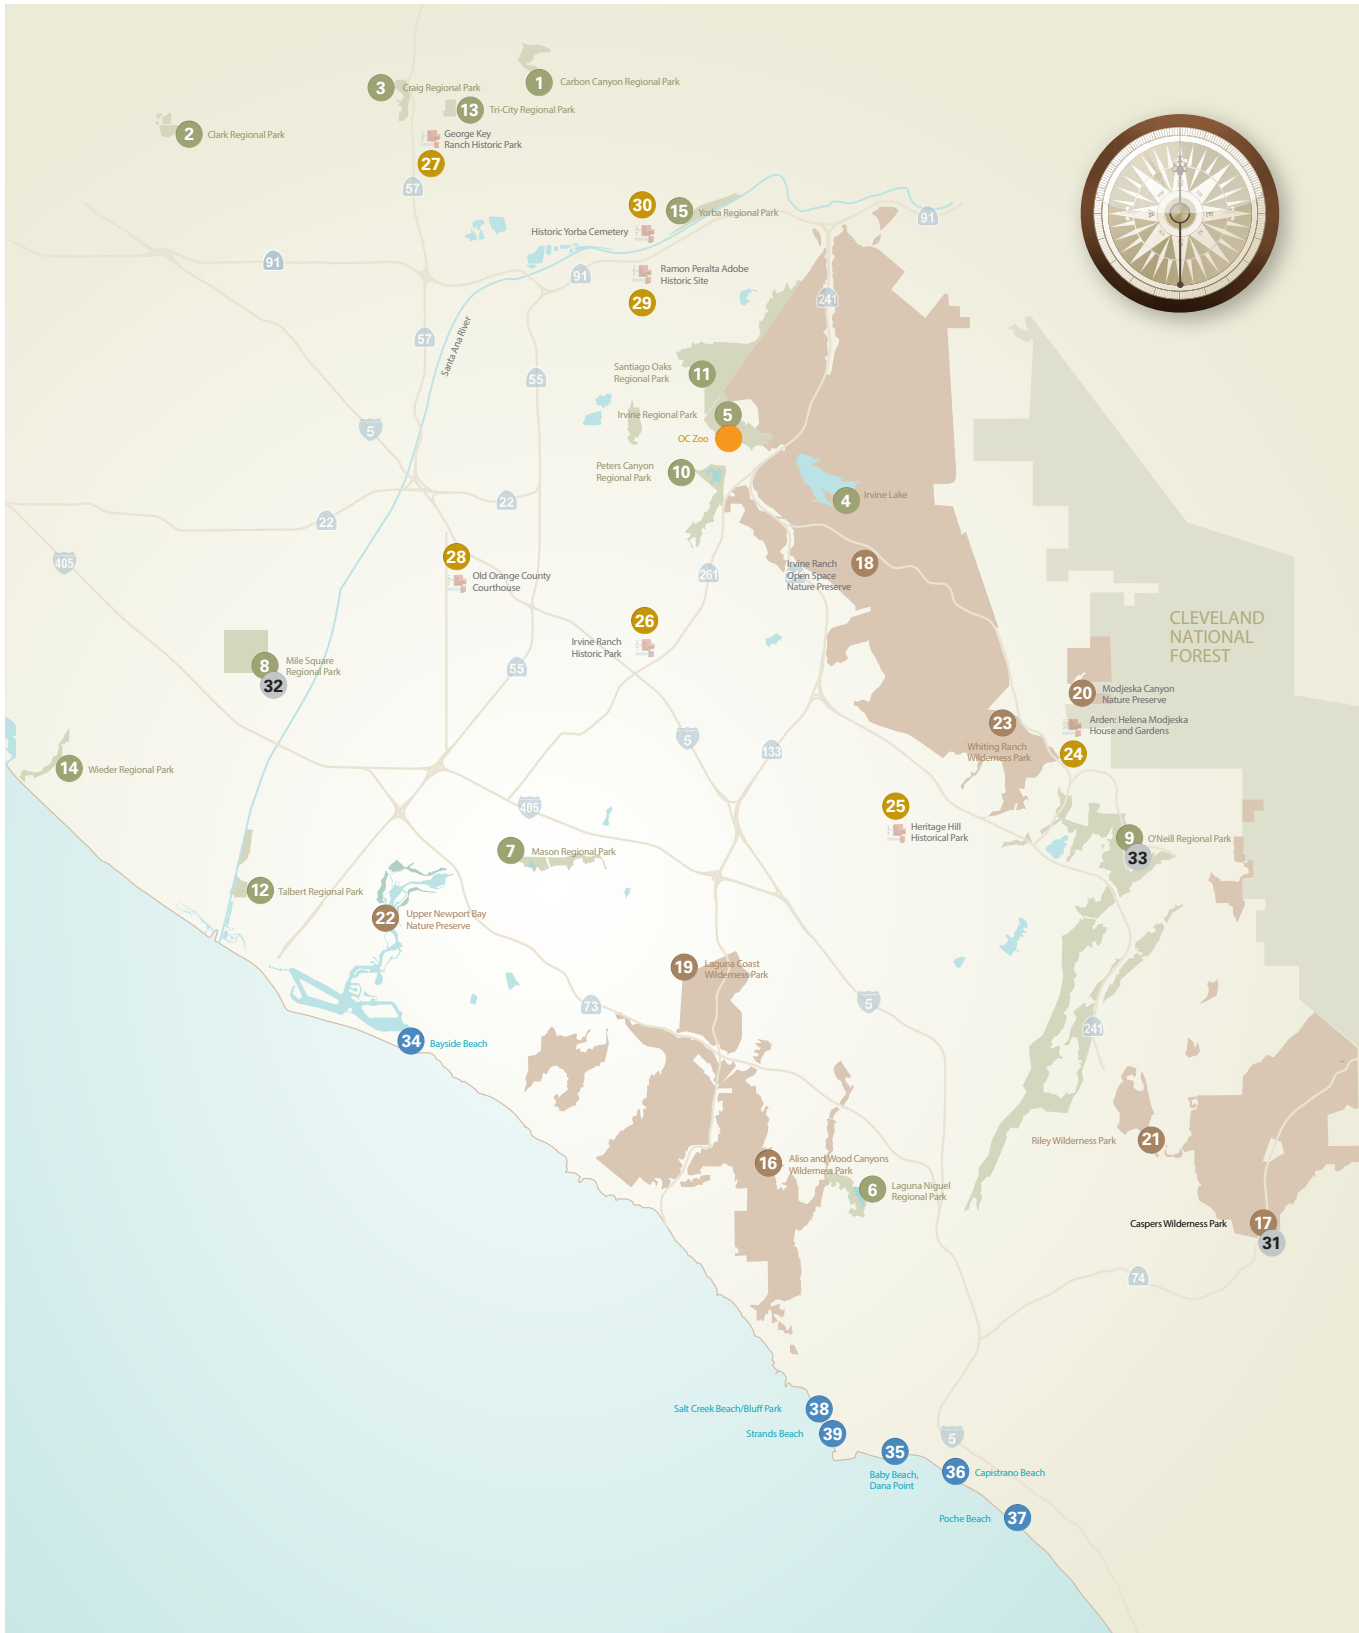 1
Carbon Canyon Regional Park
3
Craig Regional Park
13
Tri-City Regional Park
2
Clark Regional Park
George Key
Ranch Historic Park
27
57
30
15
Yorba Regional Park
91
Historic Yorba Cemetery
91
91
Ramon Peralta Adobe
Historic Site
29
241
57
Santa Ana River
55
Santiago Oaks
Regional Park
11
Irvine Regional Park
5
OC Zoo
5
Peters Canyon
Regional Park
10
22
22
4
Irvine Lake
405
28
Old Orange County
Courthouse
261
Irvine Ranch
Open Space
Nature Preserve
18
CLEVELAND
NATIONAL
FOREST
26
Irvine Ranch
Historic Park
8
Mile Square
Regional Park
32
55
20
Modjeska Canyon
Nature Preserve
Arden: Helena Modjeska
House and Gardens
24
23
Whiting Ranch
Wilderness Park
5
133
14
Wieder Regional Park
405
25
Heritage Hill
Historical Park
9
O'Neill Regional Park
33
7
Mason Regional Park
12
Talbert Regional Park
22
Upper Newport Bay
Nature Preserve
19
Laguna Coast
Wilderness Park
73
5
241
34
Bayside Beach
Riley Wilderness Park
21
16
Aliso and Wood Canyons
Wilderness Park
6
Laguna Niguel
Regional Park
Caspers Wilderness Park
17
31
74
Salt Creek Beach/Bluff Park
38
Strands Beach
39
5
35
Baby Beach,
Dana Point
36
Capistrano Beach
Poche Beach
37